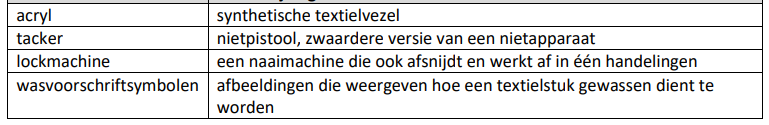 acryl synthetische textielvezel
tacker nietpistool, zwaardere versie van een nietapparaat
lockmachine een naaimachine die ook afsnijdt en werkt af in één handelingen
wasvoorschriftsymbolen afbeeldingen die weergeven hoe een textielstuk gewassen dient te
worden